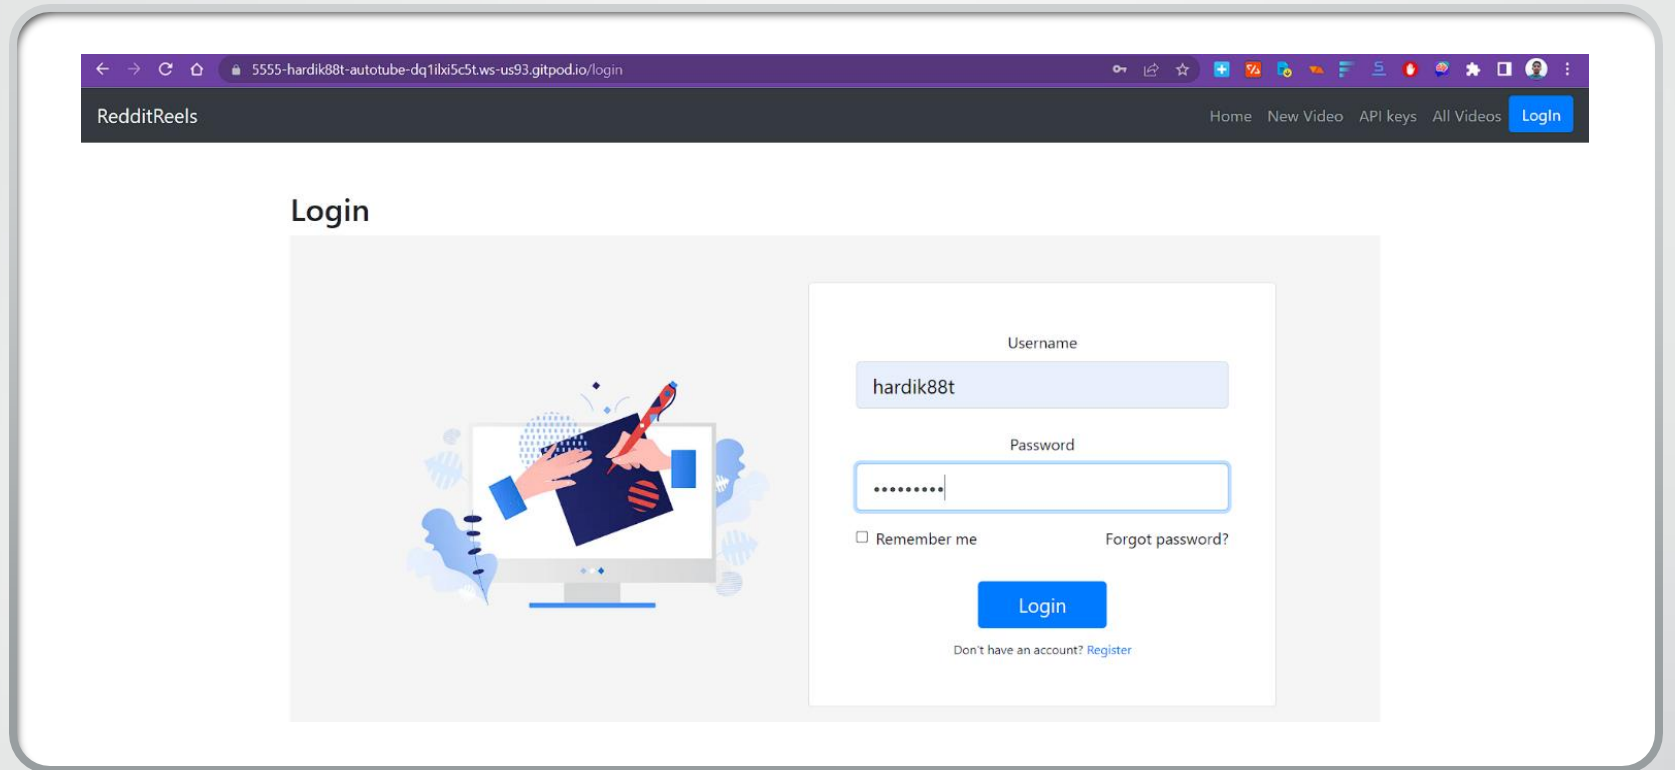 5555-hardik88t-autotube-dq1ilxi5c5t.ws-us93.gitpod.io/login
RedditReels Home New Video API keys All Videos LogIn
Login
Username
hardik88t
Password
•••••••••
Remember me Forgot password?
Login
Don't have an account? Register